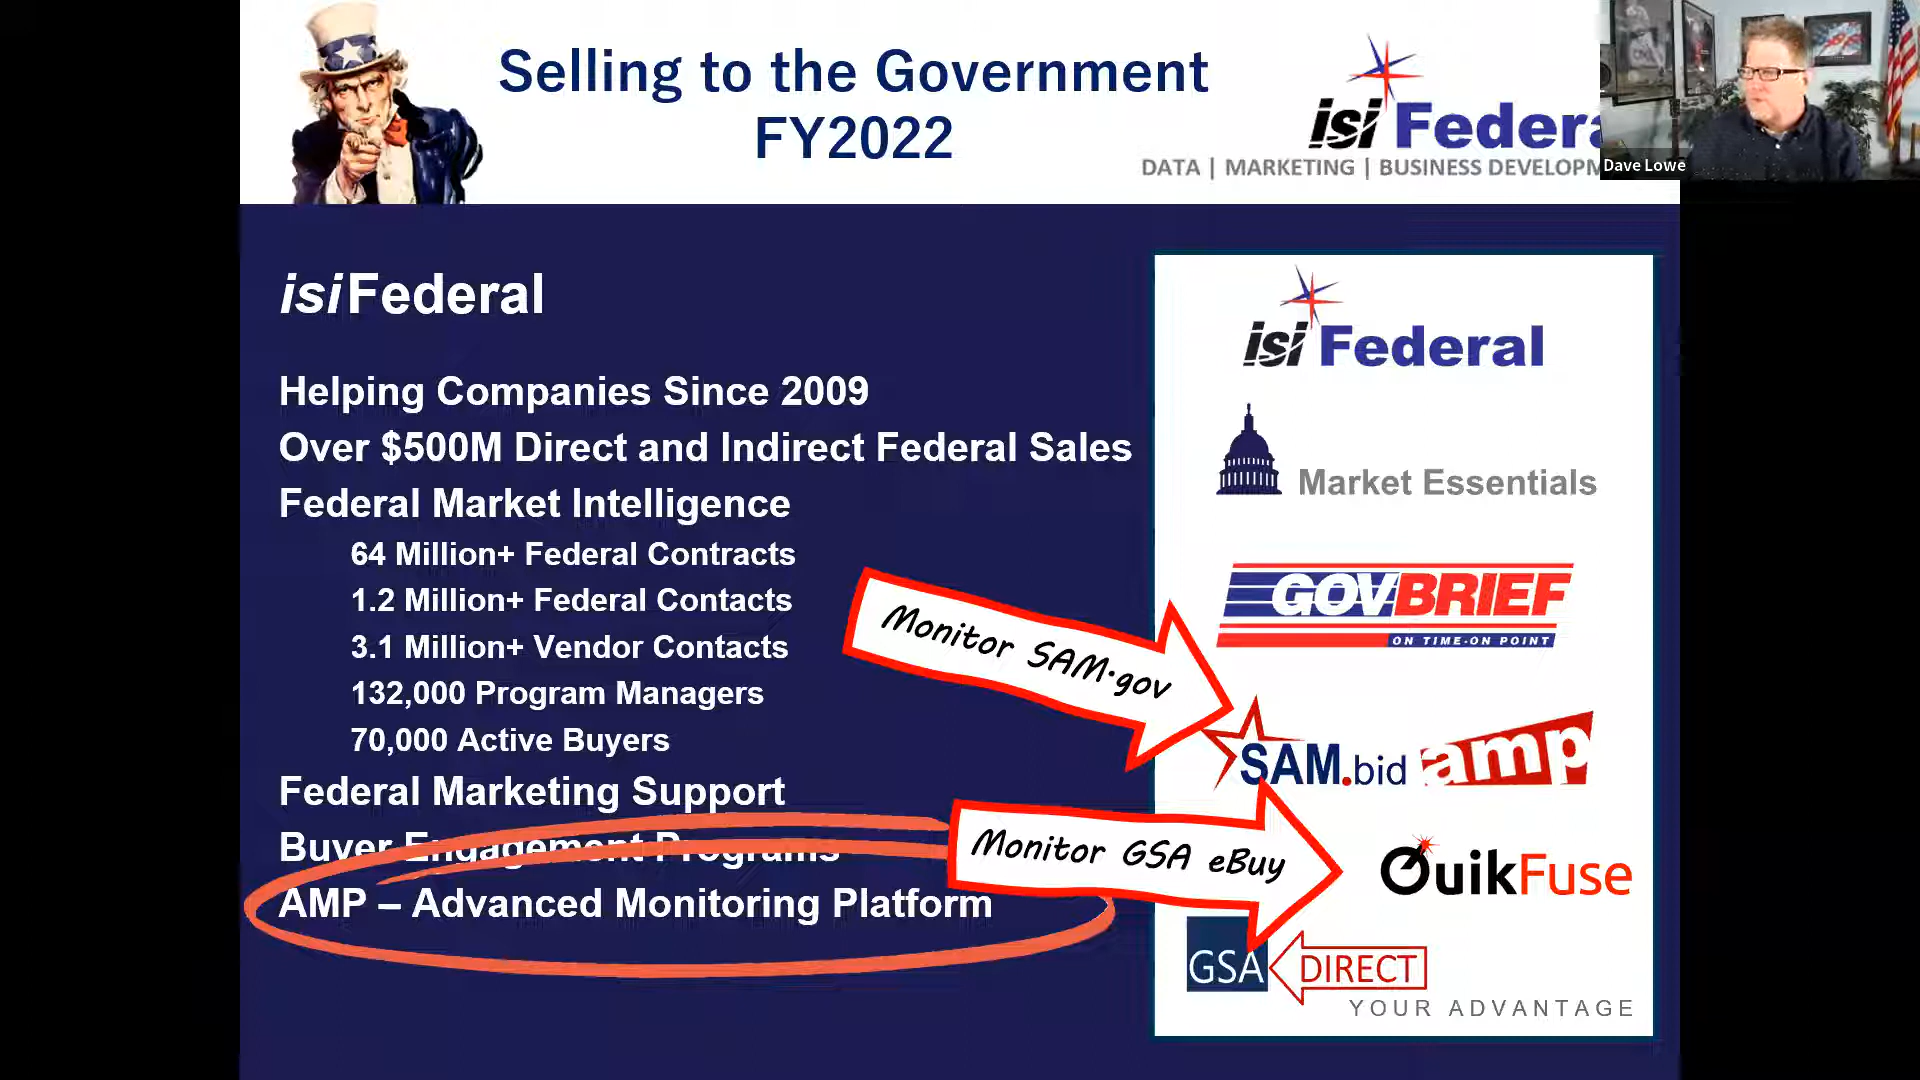 Selling to the Government
FY2022
isi Federa
DATA | MARKETING | BUSINESS DEVELOPM
Dave Lowe
isiFederal
Helping Companies Since 2009
Over $500M Direct and Indirect Federal Sales
Federal Market Intelligence
64 Million+ Federal Contracts
1.2 Million+ Federal Contacts
3.1 Million+ Vendor Contacts
132,000 Program Managers
70,000 Active Buyers
Federal Marketing Support
Buyer Engagement Programs
AMP – Advanced Monitoring Platform
Monitor SAM.gov
Monitor GSA eBuy
isi Federal
Market Essentials
GOVBRIEF
ON TIME-ON POINT
SAM.bid amp
QuikFuse
GSA DIRECT
YOUR ADVANTAGE